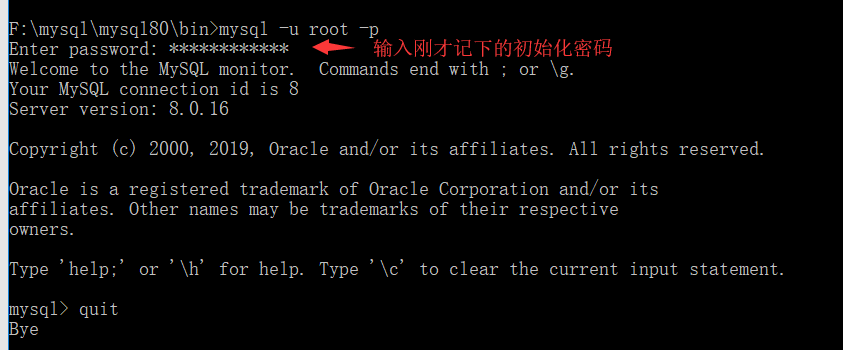 F:\mysql\mysql80\bin>mysql -u root -p
Enter password: ************ 输入刚才记下的初始化密码
Welcome to the MySQL monitor.  Commands end with ; or \g.
Your MySQL connection id is 8
Server version: 8.0.16
Copyright (c) 2000, 2019, Oracle and/or its affiliates. All rights reserved.
Oracle is a registered trademark of Oracle Corporation and/or its
affiliates. Other names may be trademarks of their respective
owners.
Type 'help;' or '\h' for help. Type '\c' to clear the current input statement.
mysql> quit
Bye